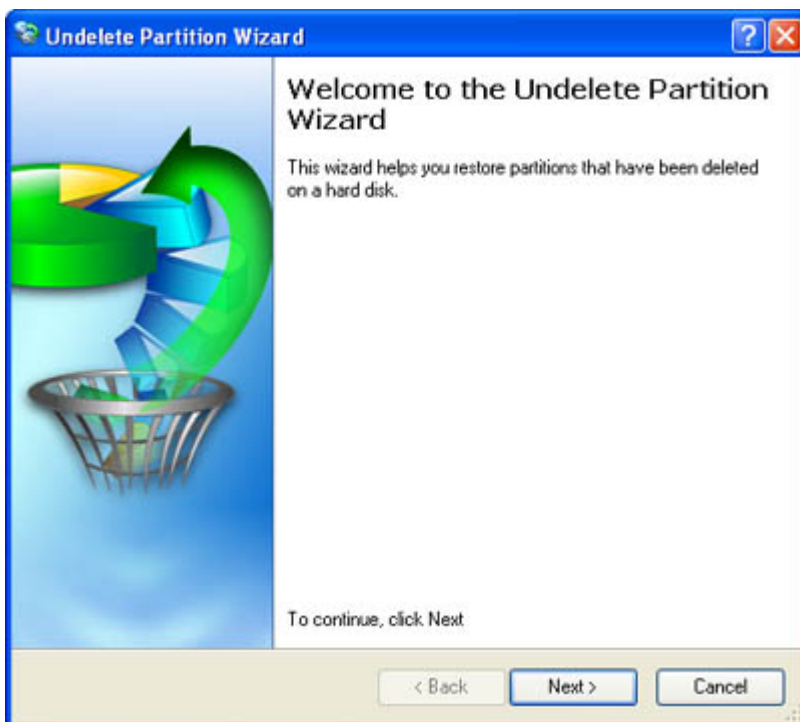 Undelete Partition Wizard
?
Welcome to the Undelete Partition
Wizard
This wizard helps you restore partitions that have been deleted
on a hard disk.
To continue, click Next
< Back
Next >
Cancel